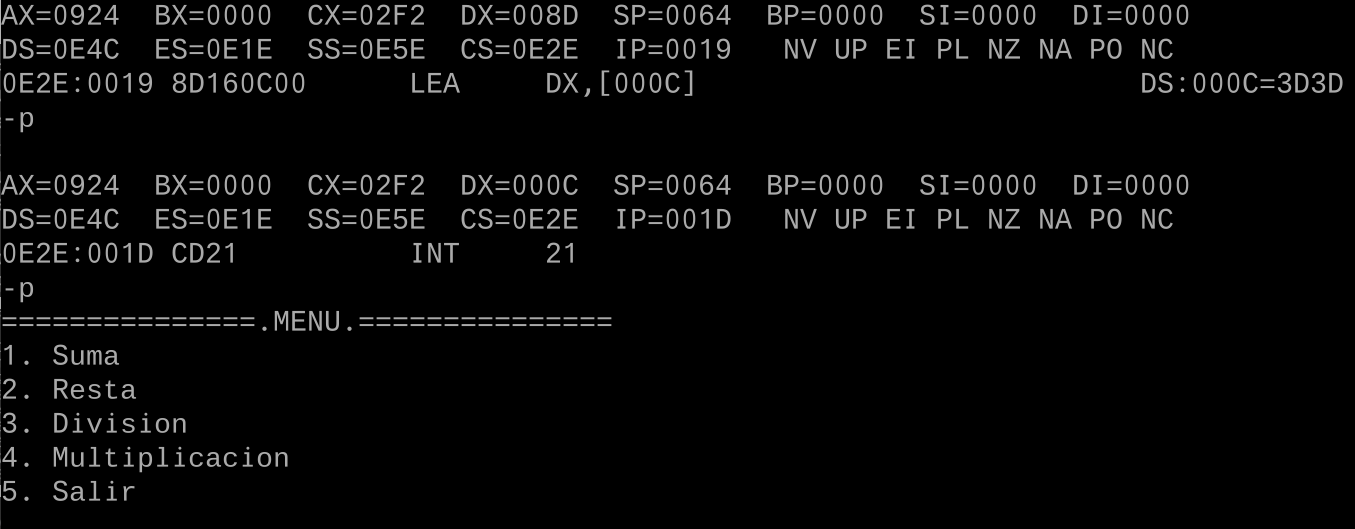 AX=0924  BX=0000  CX=02F2  DX=008D  SP=0064  BP=0000  SI=0000  DI=0000
DS=0E4C  ES=0E1E  SS=0E5E  CS=0E2E  IP=0019   NV UP EI PL NZ NA PO NC
0E2E:0019 8D160C00      LEA     DX,[000C]                          DS:000C=3D3D
-p
AX=0924  BX=0000  CX=02F2  DX=000C  SP=0064  BP=0000  SI=0000  DI=0000
DS=0E4C  ES=0E1E  SS=0E5E  CS=0E2E  IP=001D   NV UP EI PL NZ NA PO NC
0E2E:001D CD21          INT     21
-p
===============.MENU.===============
1. Suma
2. Resta
3. Division
4. Multiplicacion
5. Salir